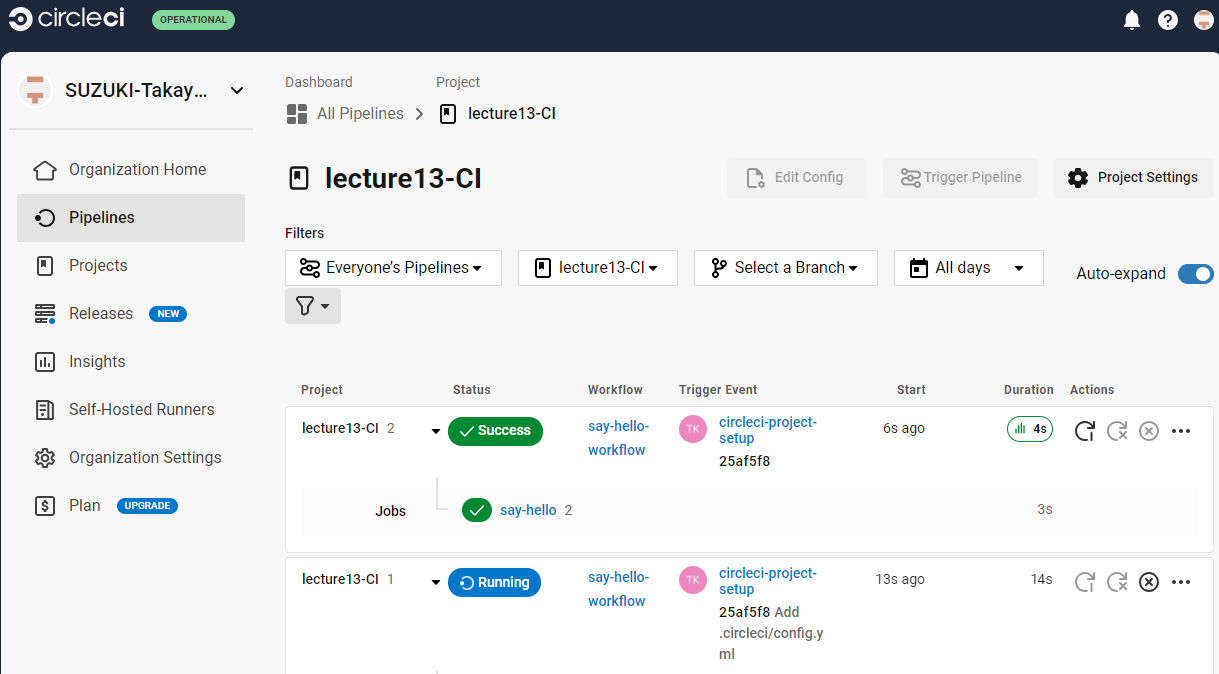 circleci
OPERATIONAL
SUZUKI-Takay...
Organization Home
Pipelines
Projects
Releases NEW
Insights
Self-Hosted Runners
Organization Settings
Plan UPGRADE
Dashboard Project
All Pipelines lecture13-CI
lecture13-CI
Edit Config Trigger Pipeline Project Settings
Filters
Everyone's Pipelines lecture13-CI Select a Branch All days Auto-expand
Project Status Workflow Trigger Event Start Duration Actions
lecture13-CI 2 Success say-hello- TK circleci-project- 6s ago 4s
workflow setup
25af5f8
Jobs say-hello 2 3s
lecture13-CI 1 Running say-hello- TK circleci-project- 13s ago 14s
workflow setup
25af5f8 Add
.circleci/config.y
ml